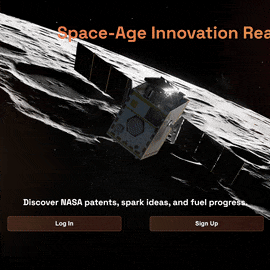 Space-Age Innovation Rea
Discover NASA patents, spark ideas, and fuel progress.
Log In
Sign Up